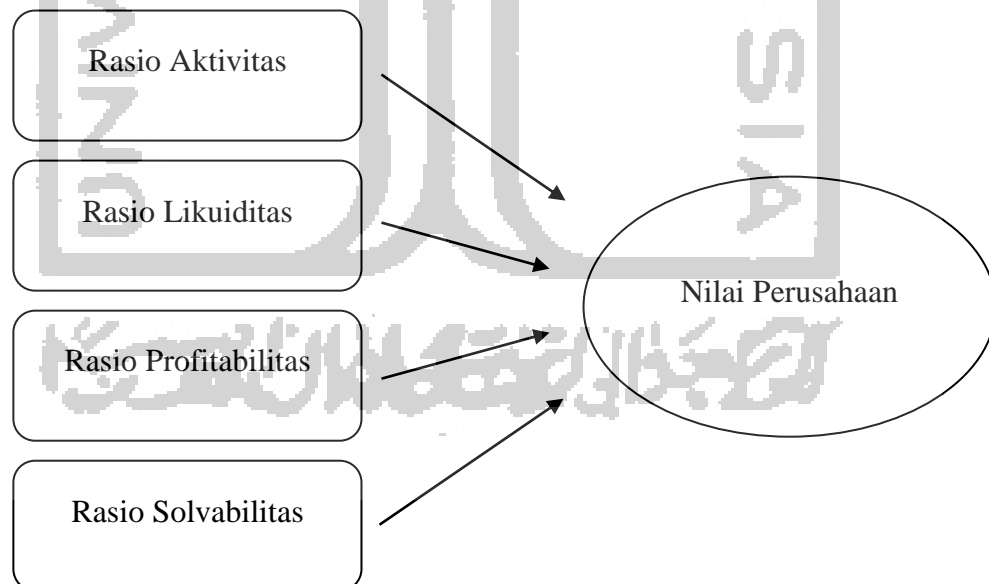 Rasio Aktivitas
Rasio Likuiditas
Rasio Profitabilitas
Rasio Solvabilitas
Nilai Perusahaan